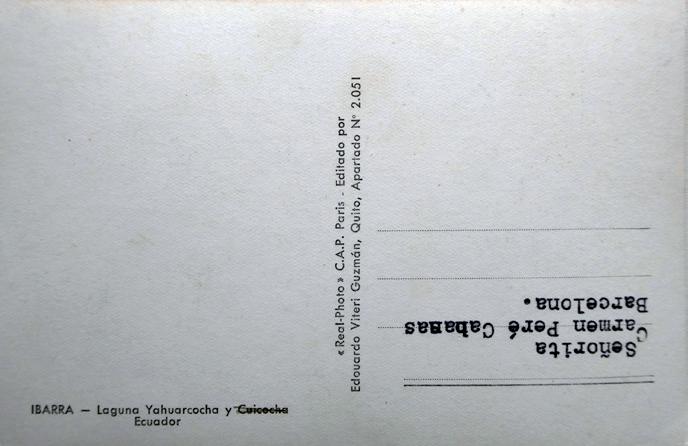 «Real-Photo» C.A.P. Paris - Editado por
Edouardo Viteri Guzmán, Quito, Apartado N° 2.051
Señorita
Carmen Peré Cabanas
Barcelona.
IBARRA — Laguna Yahuarcocha y Cuicocha
Ecuador